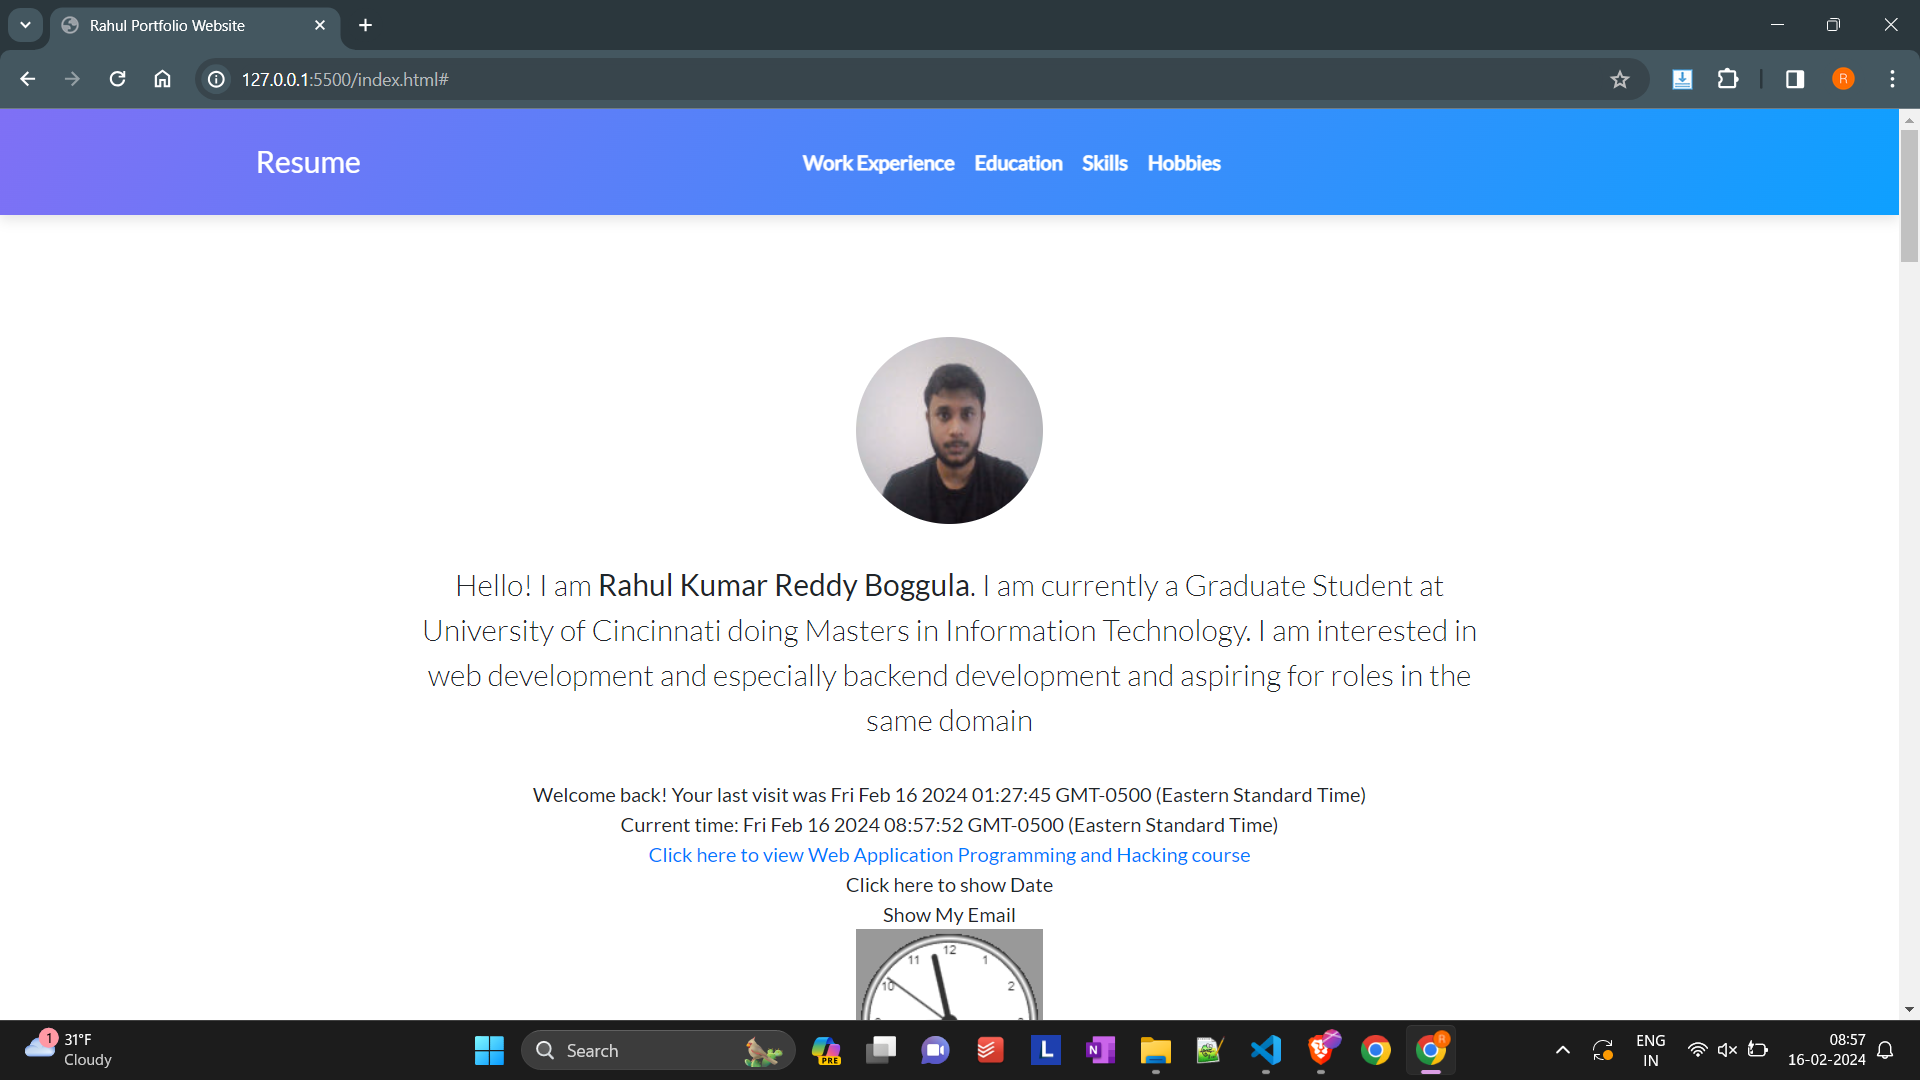 Rahul Portfolio Website
127.0.0.1:5500/index.html#
R
Resume
Work Experience Education Skills Hobbies
Hello! I am Rahul Kumar Reddy Boggula. I am currently a Graduate Student at
University of Cincinnati doing Masters in Information Technology. I am interested in
web development and especially backend development and aspiring for roles in the
same domain
Welcome back! Your last visit was Fri Feb 16 2024 01:27:45 GMT-0500 (Eastern Standard Time)
Current time: Fri Feb 16 2024 08:57:52 GMT-0500 (Eastern Standard Time)
Click here to view Web Application Programming and Hacking course
Click here to show Date
Show My Email
12
11 1
10 2
1
31°F
Cloudy
Search
PRE
L
N
R
ENG
IN
08:57
16-02-2024